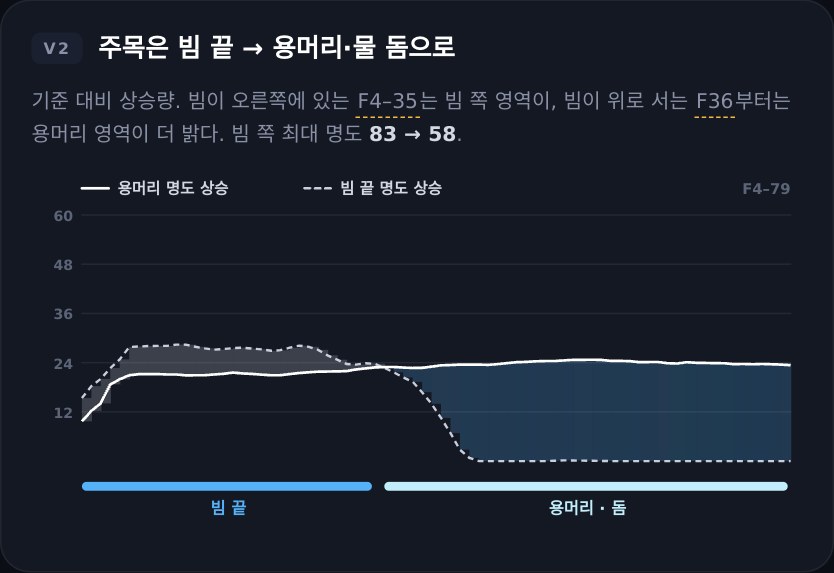 V2
주목은 빔 끝 → 용머리·물 돔으로
기준 대비 상승량. 빔이 오른쪽에 있는 F4–35는 빔 쪽 영역이, 빔이 위로 서는 F36부터는
용머리 영역이 더 밝다. 빔 쪽 최대 명도 83 → 58.
용머리 명도 상승
빔 끝 명도 상승
F4–79
60
48
36
24
12
빔 끝
용머리 · 돔